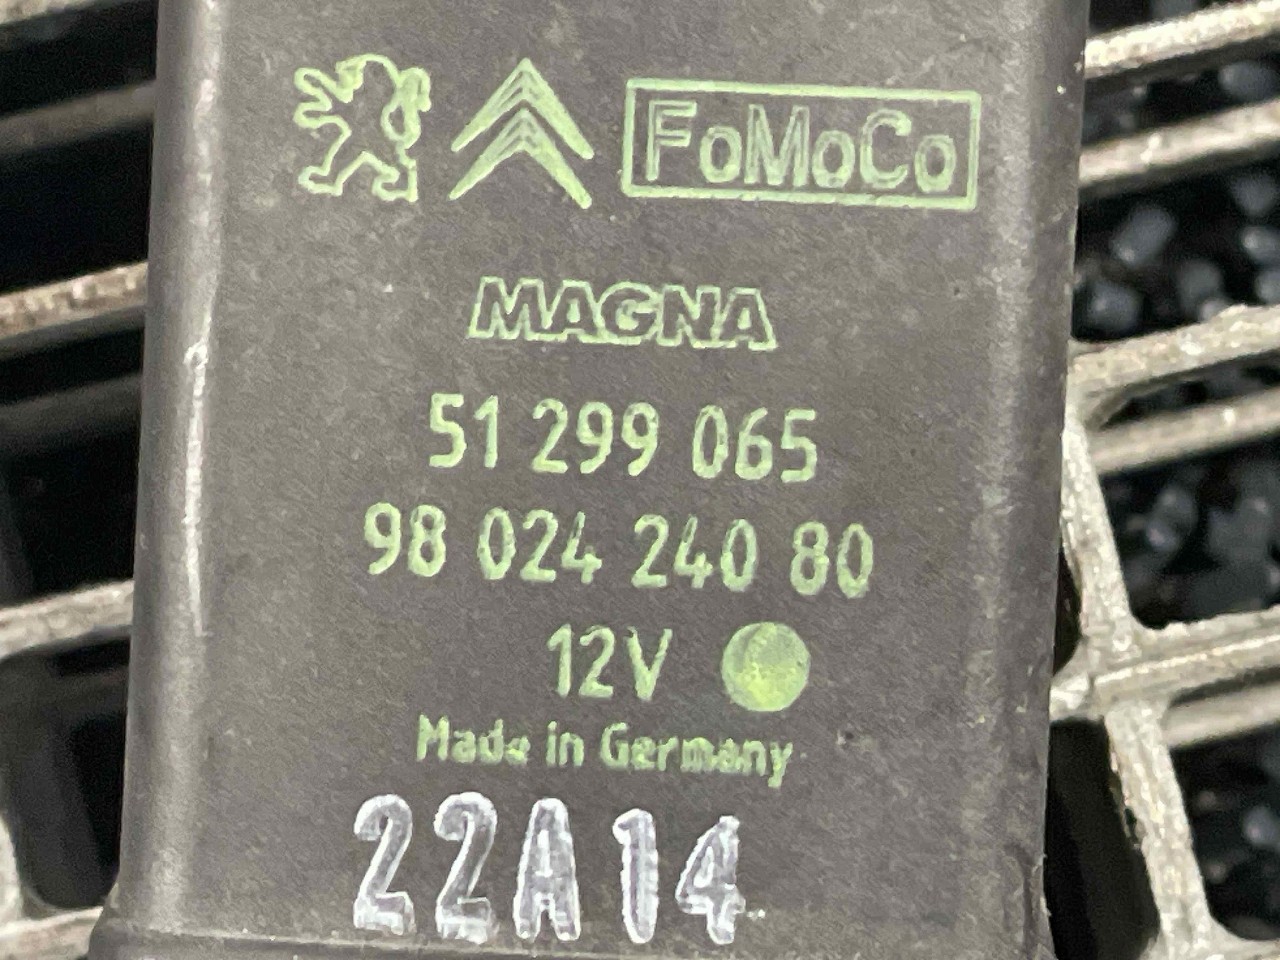 FoMoCo
MAGNA
51 299 065
98 024 240 80
12V
Made in Germany
22A14